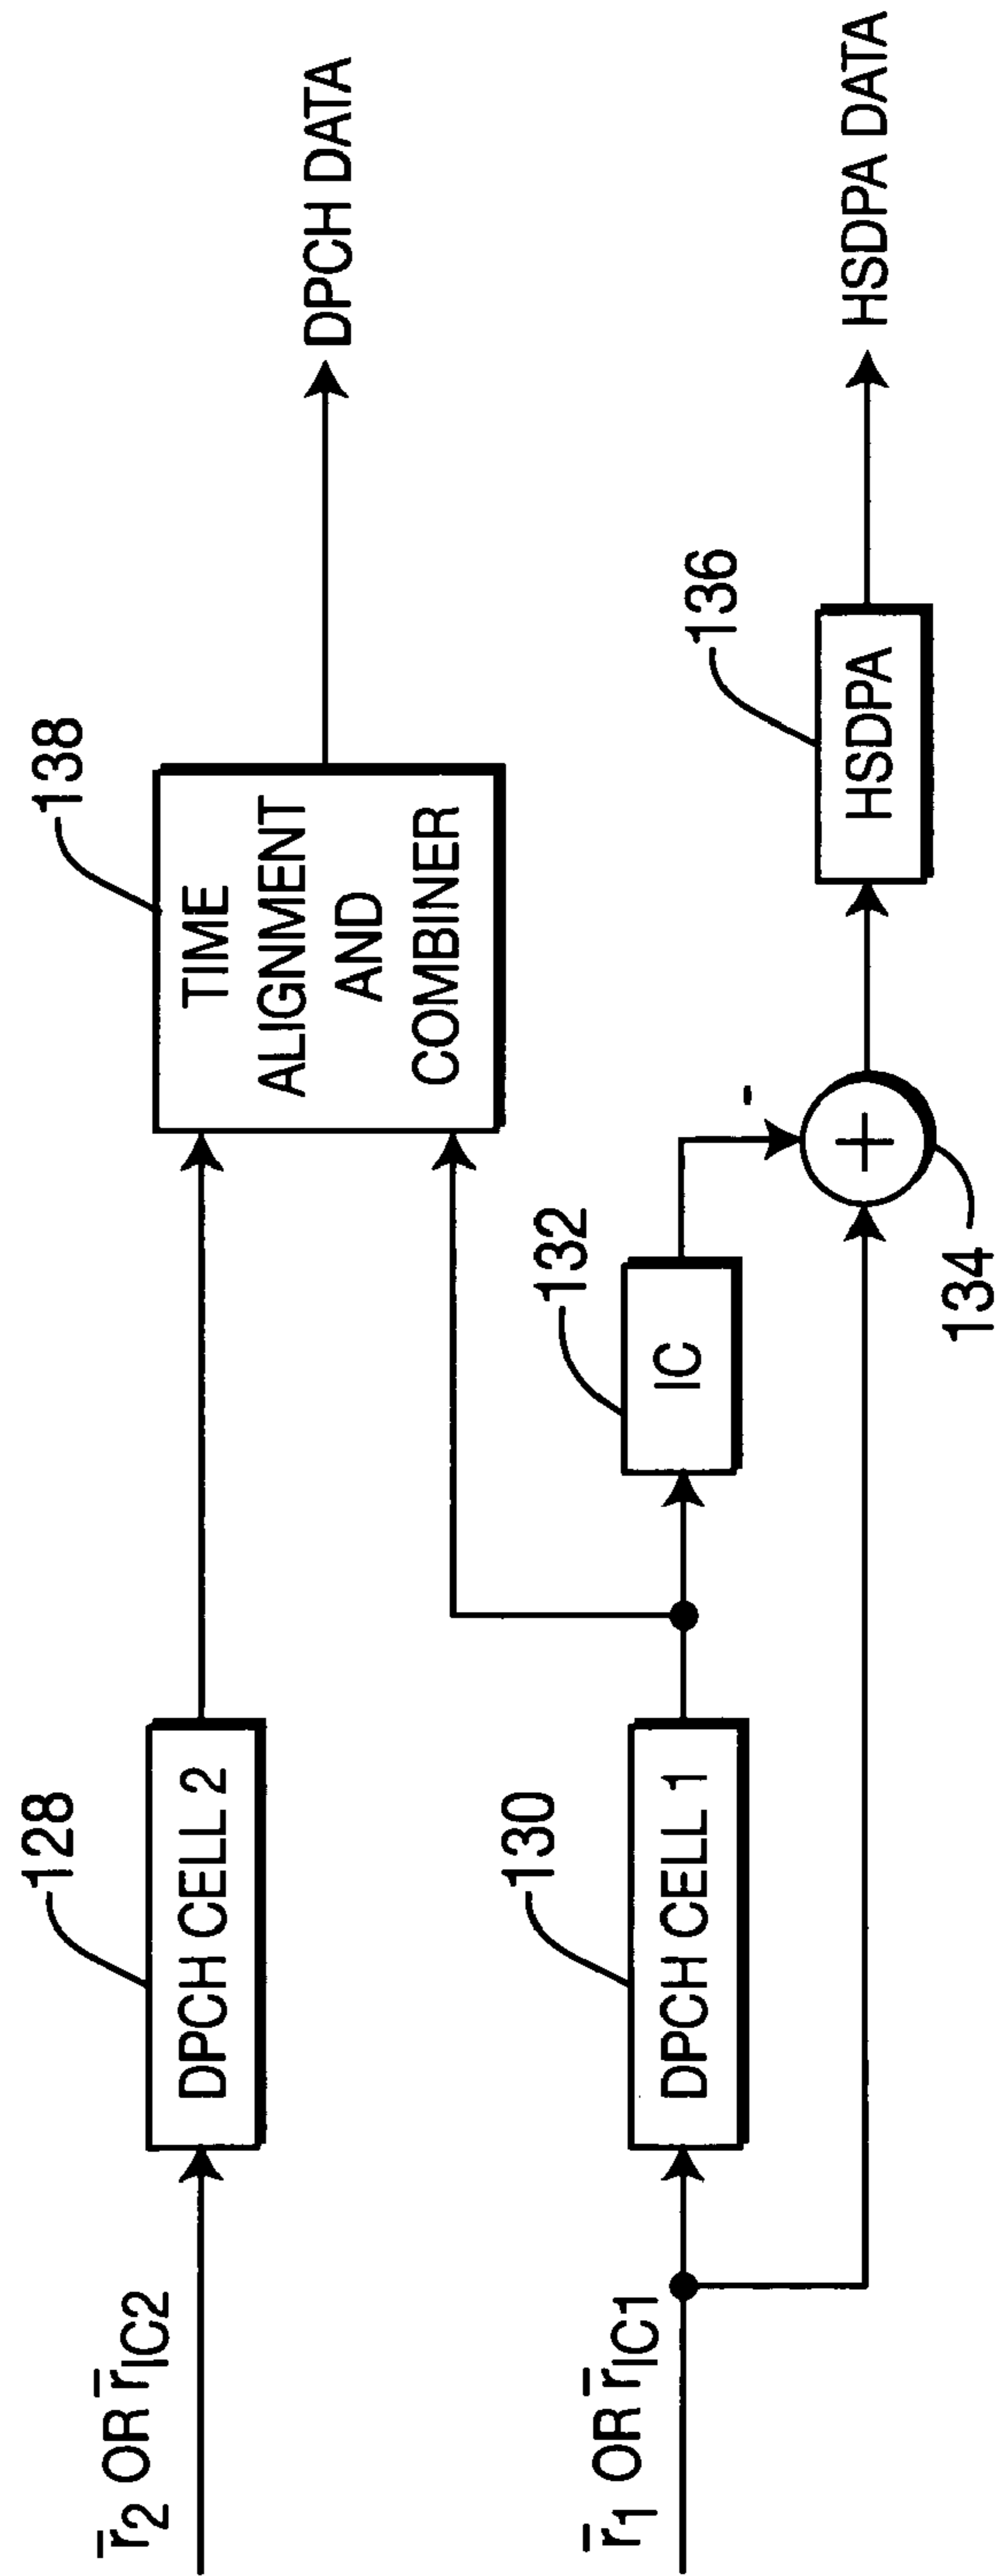 r̄2 OR r̄IC2
128
DPCH CELL 2
138
TIME
ALIGNMENT
AND
COMBINER
DPCH DATA
r̄1 OR r̄IC1
130
DPCH CELL 1
132
IC
-
+
134
136
HSDPA
HSDPA DATA